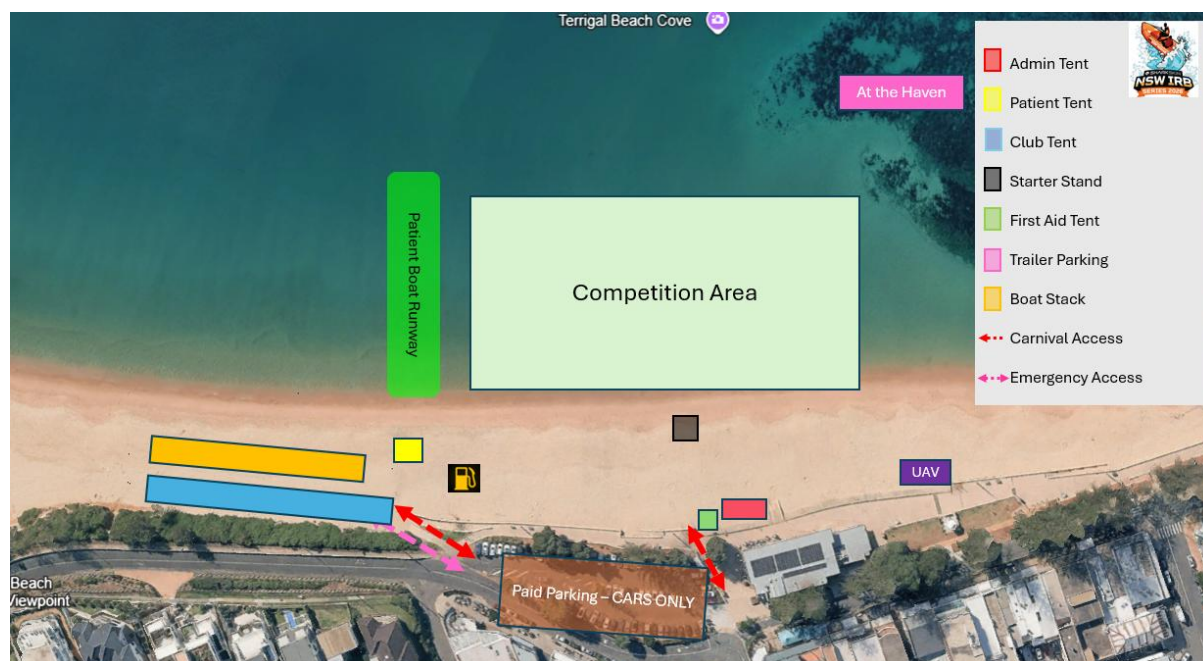 Terrigal Beach Cove
At the Haven
NSW IRB
SERIES 2026
Admin Tent
Patient Tent
Club Tent
Starter Stand
First Aid Tent
Trailer Parking
Boat Stack
Carnival Access
Emergency Access
Patient Boat Runway
Competition Area
UAV
Paid Parking – CARS ONLY
Beach
Viewpoint